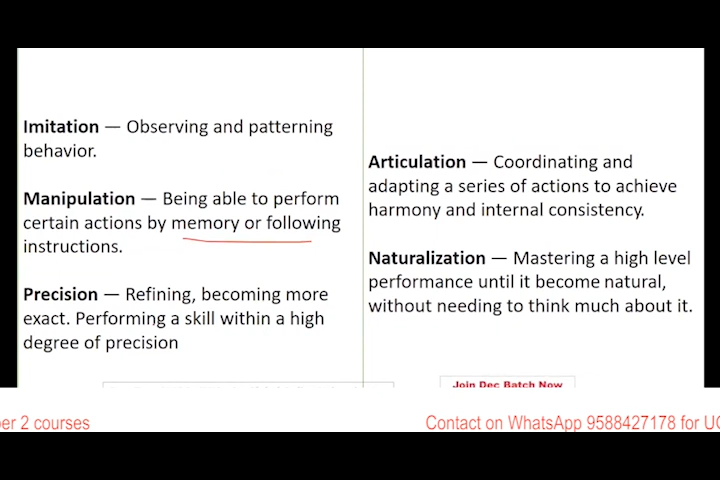 Imitation — Observing and patterning
behavior.
Manipulation — Being able to perform
certain actions by memory or following
instructions.
Precision — Refining, becoming more
exact. Performing a skill within a high
degree of precision
Articulation — Coordinating and
adapting a series of actions to achieve
harmony and internal consistency.
Naturalization — Mastering a high level
performance until it become natural,
without needing to think much about it.
Join Dec Batch Now
er 2 courses
Contact on WhatsApp 9588427178 for